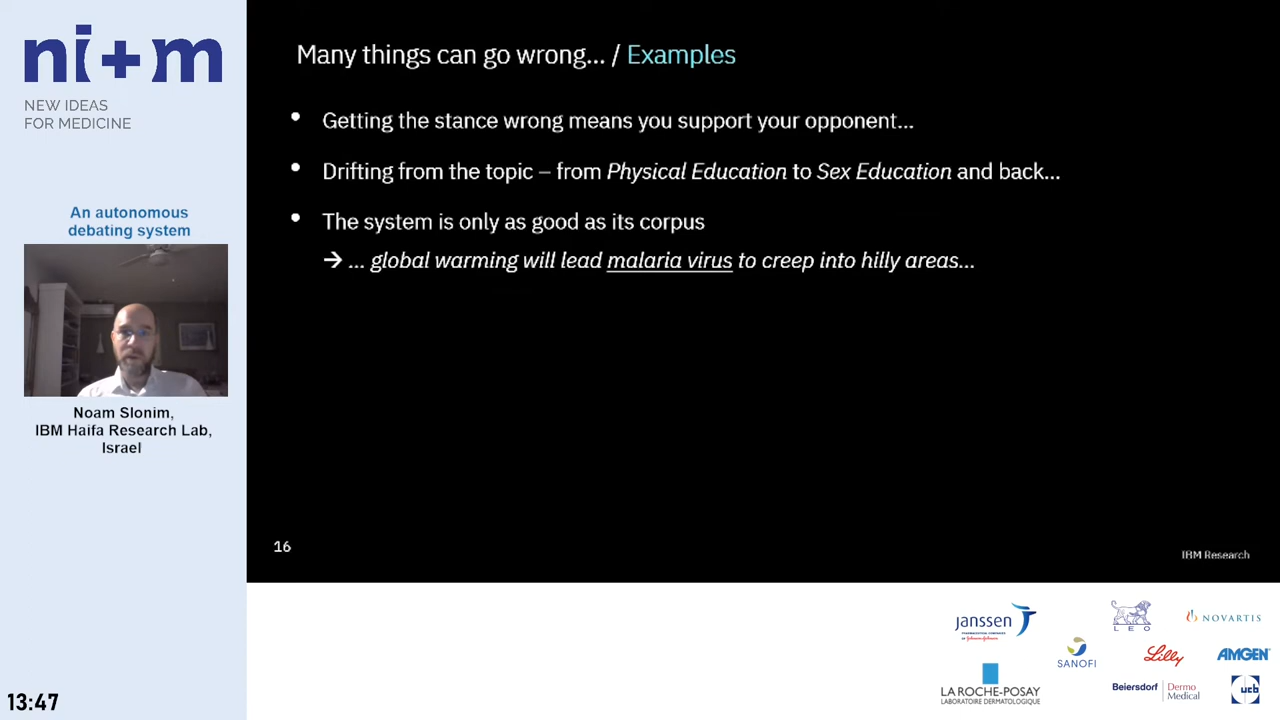 ni+m
NEW IDEAS
FOR MEDICINE
An autonomous
debating system
Noam Slonim,
IBM Haifa Research Lab,
Israel
13:47
Many things can go wrong... / Examples
• Getting the stance wrong means you support your opponent...
• Drifting from the topic – from Physical Education to Sex Education and back...
• The system is only as good as its corpus
→ ... global warming will lead malaria virus to creep into hilly areas...
16
IBM Research
janssen
LEO
NOVARTIS
SANOFI
Lilly
AMGEN
LA ROCHE-POSAY
LABORATOIRE DERMATOLOGIQUE
Beiersdorf Dermo
Medical
ucb